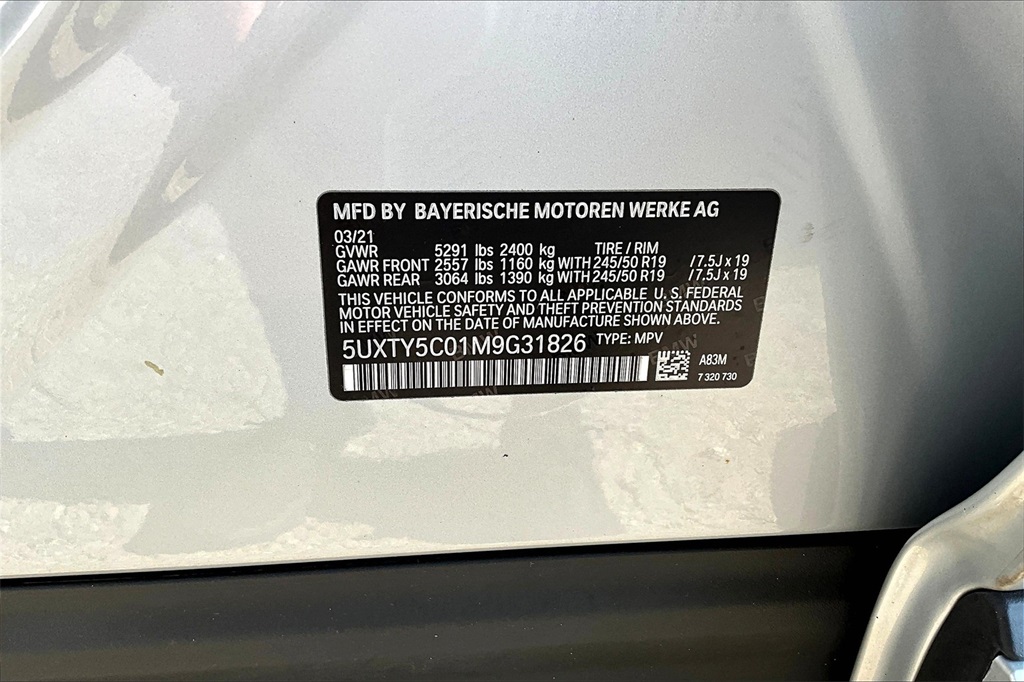 MFD BY BAYERISCHE MOTOREN WERKE AG
03/21
GVWR 5291 lbs 2400 kg TIRE / RIM
GAWR FRONT 2557 lbs 1160 kg WITH 245/50 R19 / 7.5J x 19
GAWR REAR 3064 lbs 1390 kg WITH 245/50 R19 / 7.5J x 19
THIS VEHICLE CONFORMS TO ALL APPLICABLE U. S. FEDERAL
MOTOR VEHICLE SAFETY AND THEFT PREVENTION STANDARDS
IN EFFECT ON THE DATE OF MANUFACTURE SHOWN ABOVE.
5UXTY5C01M9G31826 TYPE: MPV
A83M
7 320 730
BMW
BMW
BMW